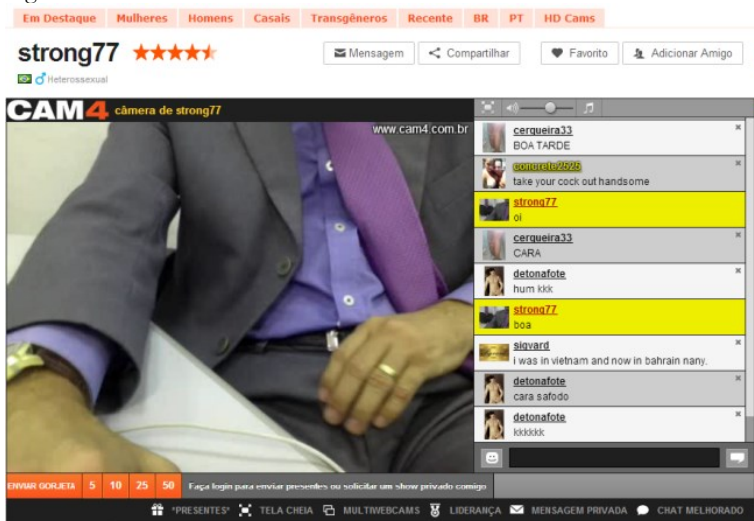 Em Destaque Mulheres Homens Casais Transgêneros Recente BR PT HD Cams
strong77
Mensagem Compartilhar Favorito Adicionar Amigo
Heterossexual
CAM4 câmera de strong77
www.cam4.com.br
cerqueira33
BOA TARDE
concrete2525
take your cock out handsome
strong77
oi
cerqueira33
CARA
detonafote
hum kkk
strong77
boa
sigvard
i was in vietnam and now in bahrain nany.
detonafote
cara safodo
detonafote
kkkkkk
ENVIAR GORJETA 5 10 25 50 Faça login para enviar presentes ou solicitar um show privado comigo
*PRESENTES* TELA CHEIA MULTIWEBCAMS LIDERANÇA MENSAGEM PRIVADA CHAT MELHORADO